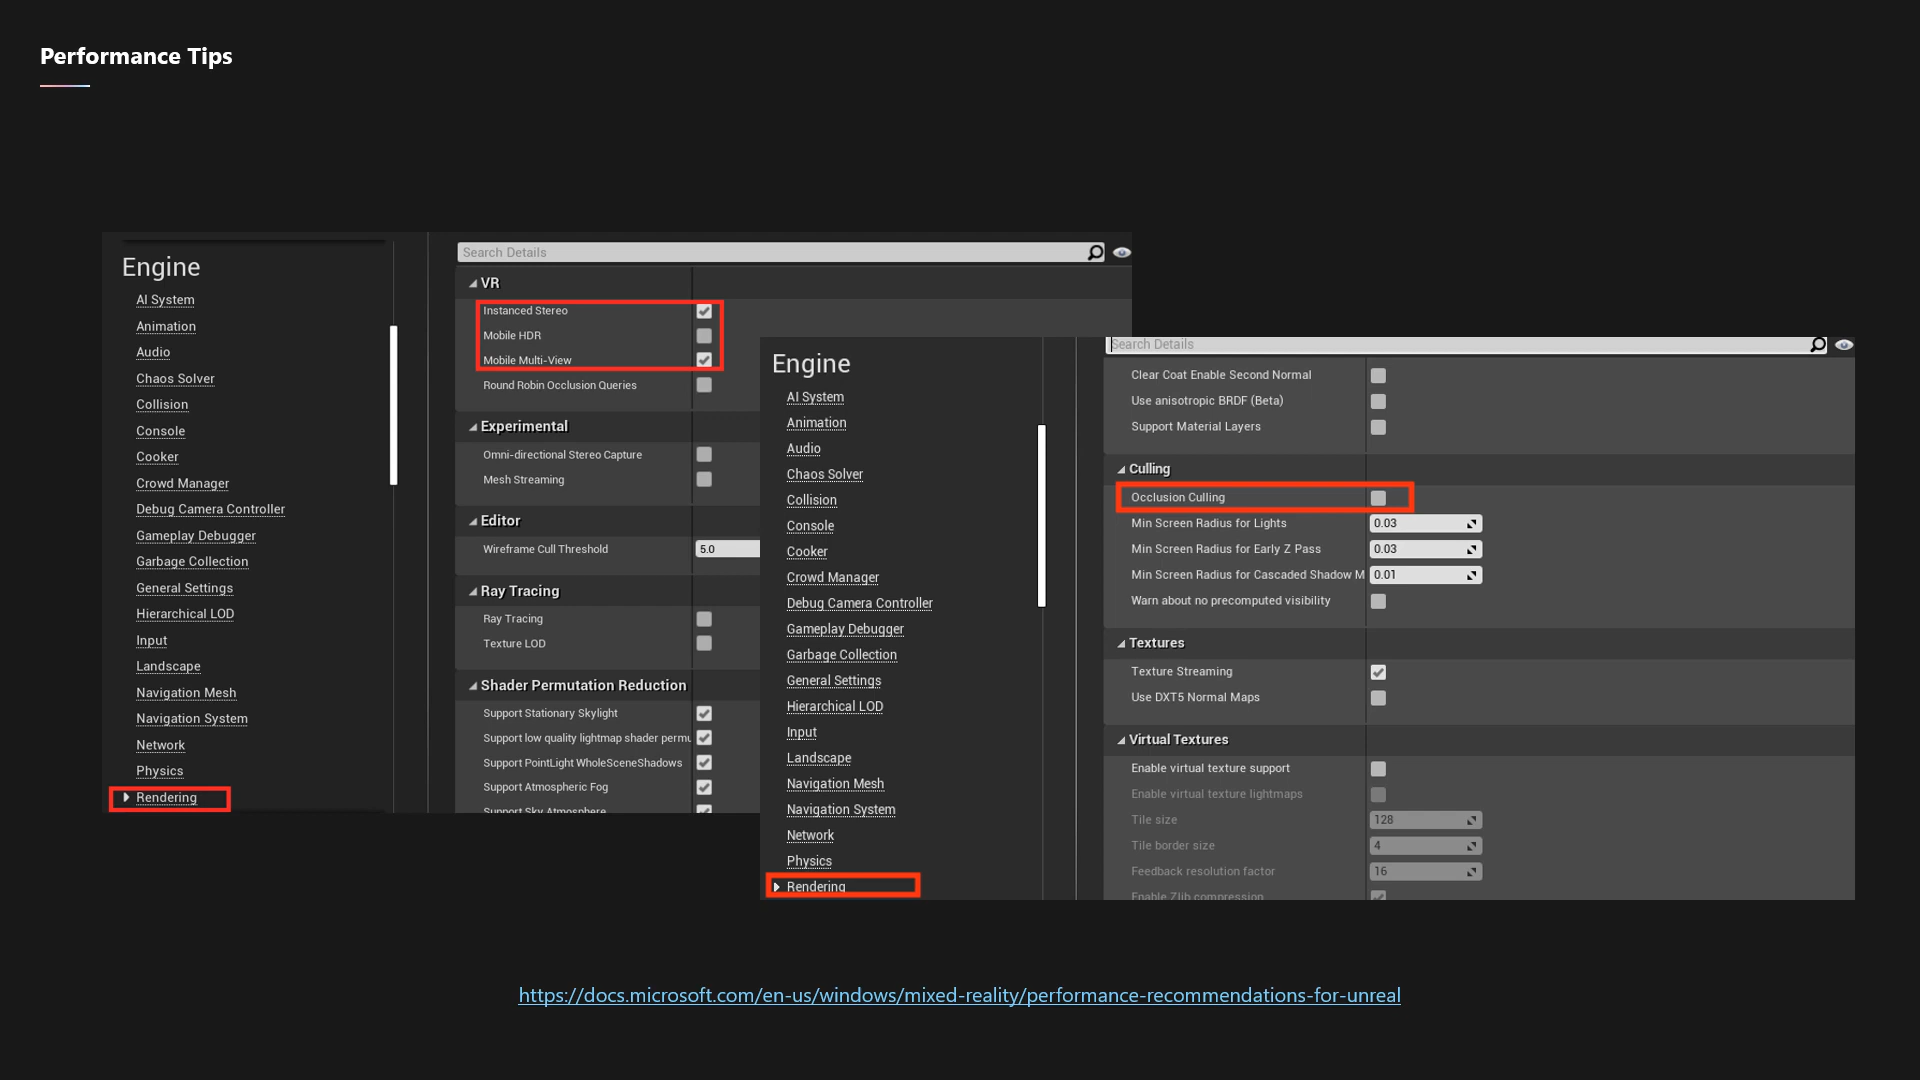 Performance Tips
Engine
AI System
Animation
Audio
Chaos Solver
Collision
Console
Cooker
Crowd Manager
Debug Camera Controller
Gameplay Debugger
Garbage Collection
General Settings
Hierarchical LOD
Input
Landscape
Navigation Mesh
Navigation System
Network
Physics
Rendering
Search Details
VR
Instanced Stereo
Mobile HDR
Mobile Multi-View
Round Robin Occlusion Queries
Experimental
Omni-directional Stereo Capture
Mesh Streaming
Editor
Wireframe Cull Threshold 5.0
Ray Tracing
Ray Tracing
Texture LOD
Shader Permutation Reduction
Support Stationary Skylight
Support low quality lightmap shader permu
Support PointLight WholeSceneShadows
Support Atmospheric Fog
Support Sky Atmosphere
Engine
AI System
Animation
Audio
Chaos Solver
Collision
Console
Cooker
Crowd Manager
Debug Camera Controller
Gameplay Debugger
Garbage Collection
General Settings
Hierarchical LOD
Input
Landscape
Navigation Mesh
Navigation System
Network
Physics
Rendering
Search Details
Clear Coat Enable Second Normal
Use anisotropic BRDF (Beta)
Support Material Layers
Culling
Occlusion Culling
Min Screen Radius for Lights 0.03
Min Screen Radius for Early Z Pass 0.03
Min Screen Radius for Cascaded Shadow M 0.01
Warn about no precomputed visibility
Textures
Texture Streaming
Use DXT5 Normal Maps
Virtual Textures
Enable virtual texture support
Enable virtual texture lightmaps
Tile size 128
Tile border size 4
Feedback resolution factor 16
Enable Zlib compression
https://docs.microsoft.com/en-us/windows/mixed-reality/performance-recommendations-for-unreal